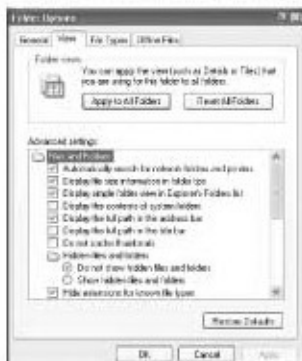 Folder Options
General View File Types Offline Files
Folder views
You can apply the view (such as Details or Tiles) that
you are using for this folder to all folders.
Apply to All Folders Reset All Folders
Advanced settings:
Files and Folders
Automatically search for network folders and printers
Display file size information in folder tips
Display simple folder view in Explorer's Folders list
Display the contents of system folders
Display the full path in the address bar
Display the full path in the title bar
Do not cache thumbnails
Hidden files and folders
Do not show hidden files and folders
Show hidden files and folders
Hide extensions for known file types
Restore Defaults
OK Cancel Apply